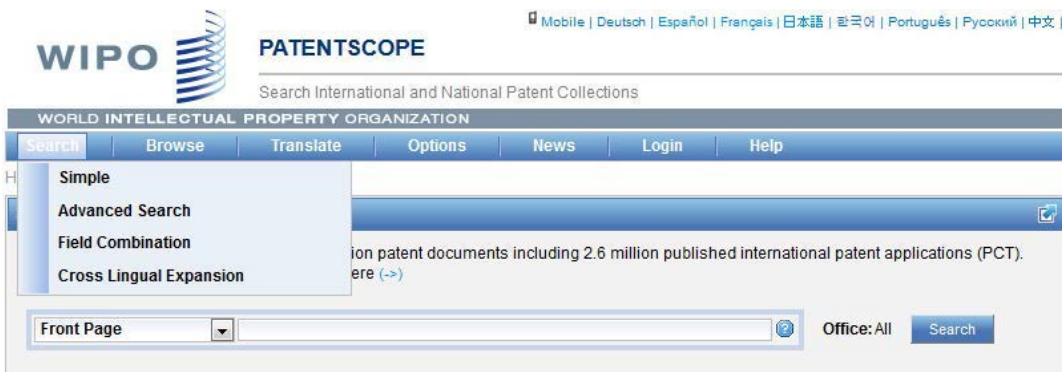 Mobile | Deutsch | Español | Français | 日本語 | 한국어 | Português | Русский | 中文 |
WIPO
PATENTSCOPE
Search International and National Patent Collections
WORLD INTELLECTUAL PROPERTY ORGANIZATION
Search Browse Translate Options News Login Help
H
Simple
Advanced Search
Field Combination
ion patent documents including 2.6 million published international patent applications (PCT).
Cross Lingual Expansion
ere (->)
Front Page
Office: All
Search